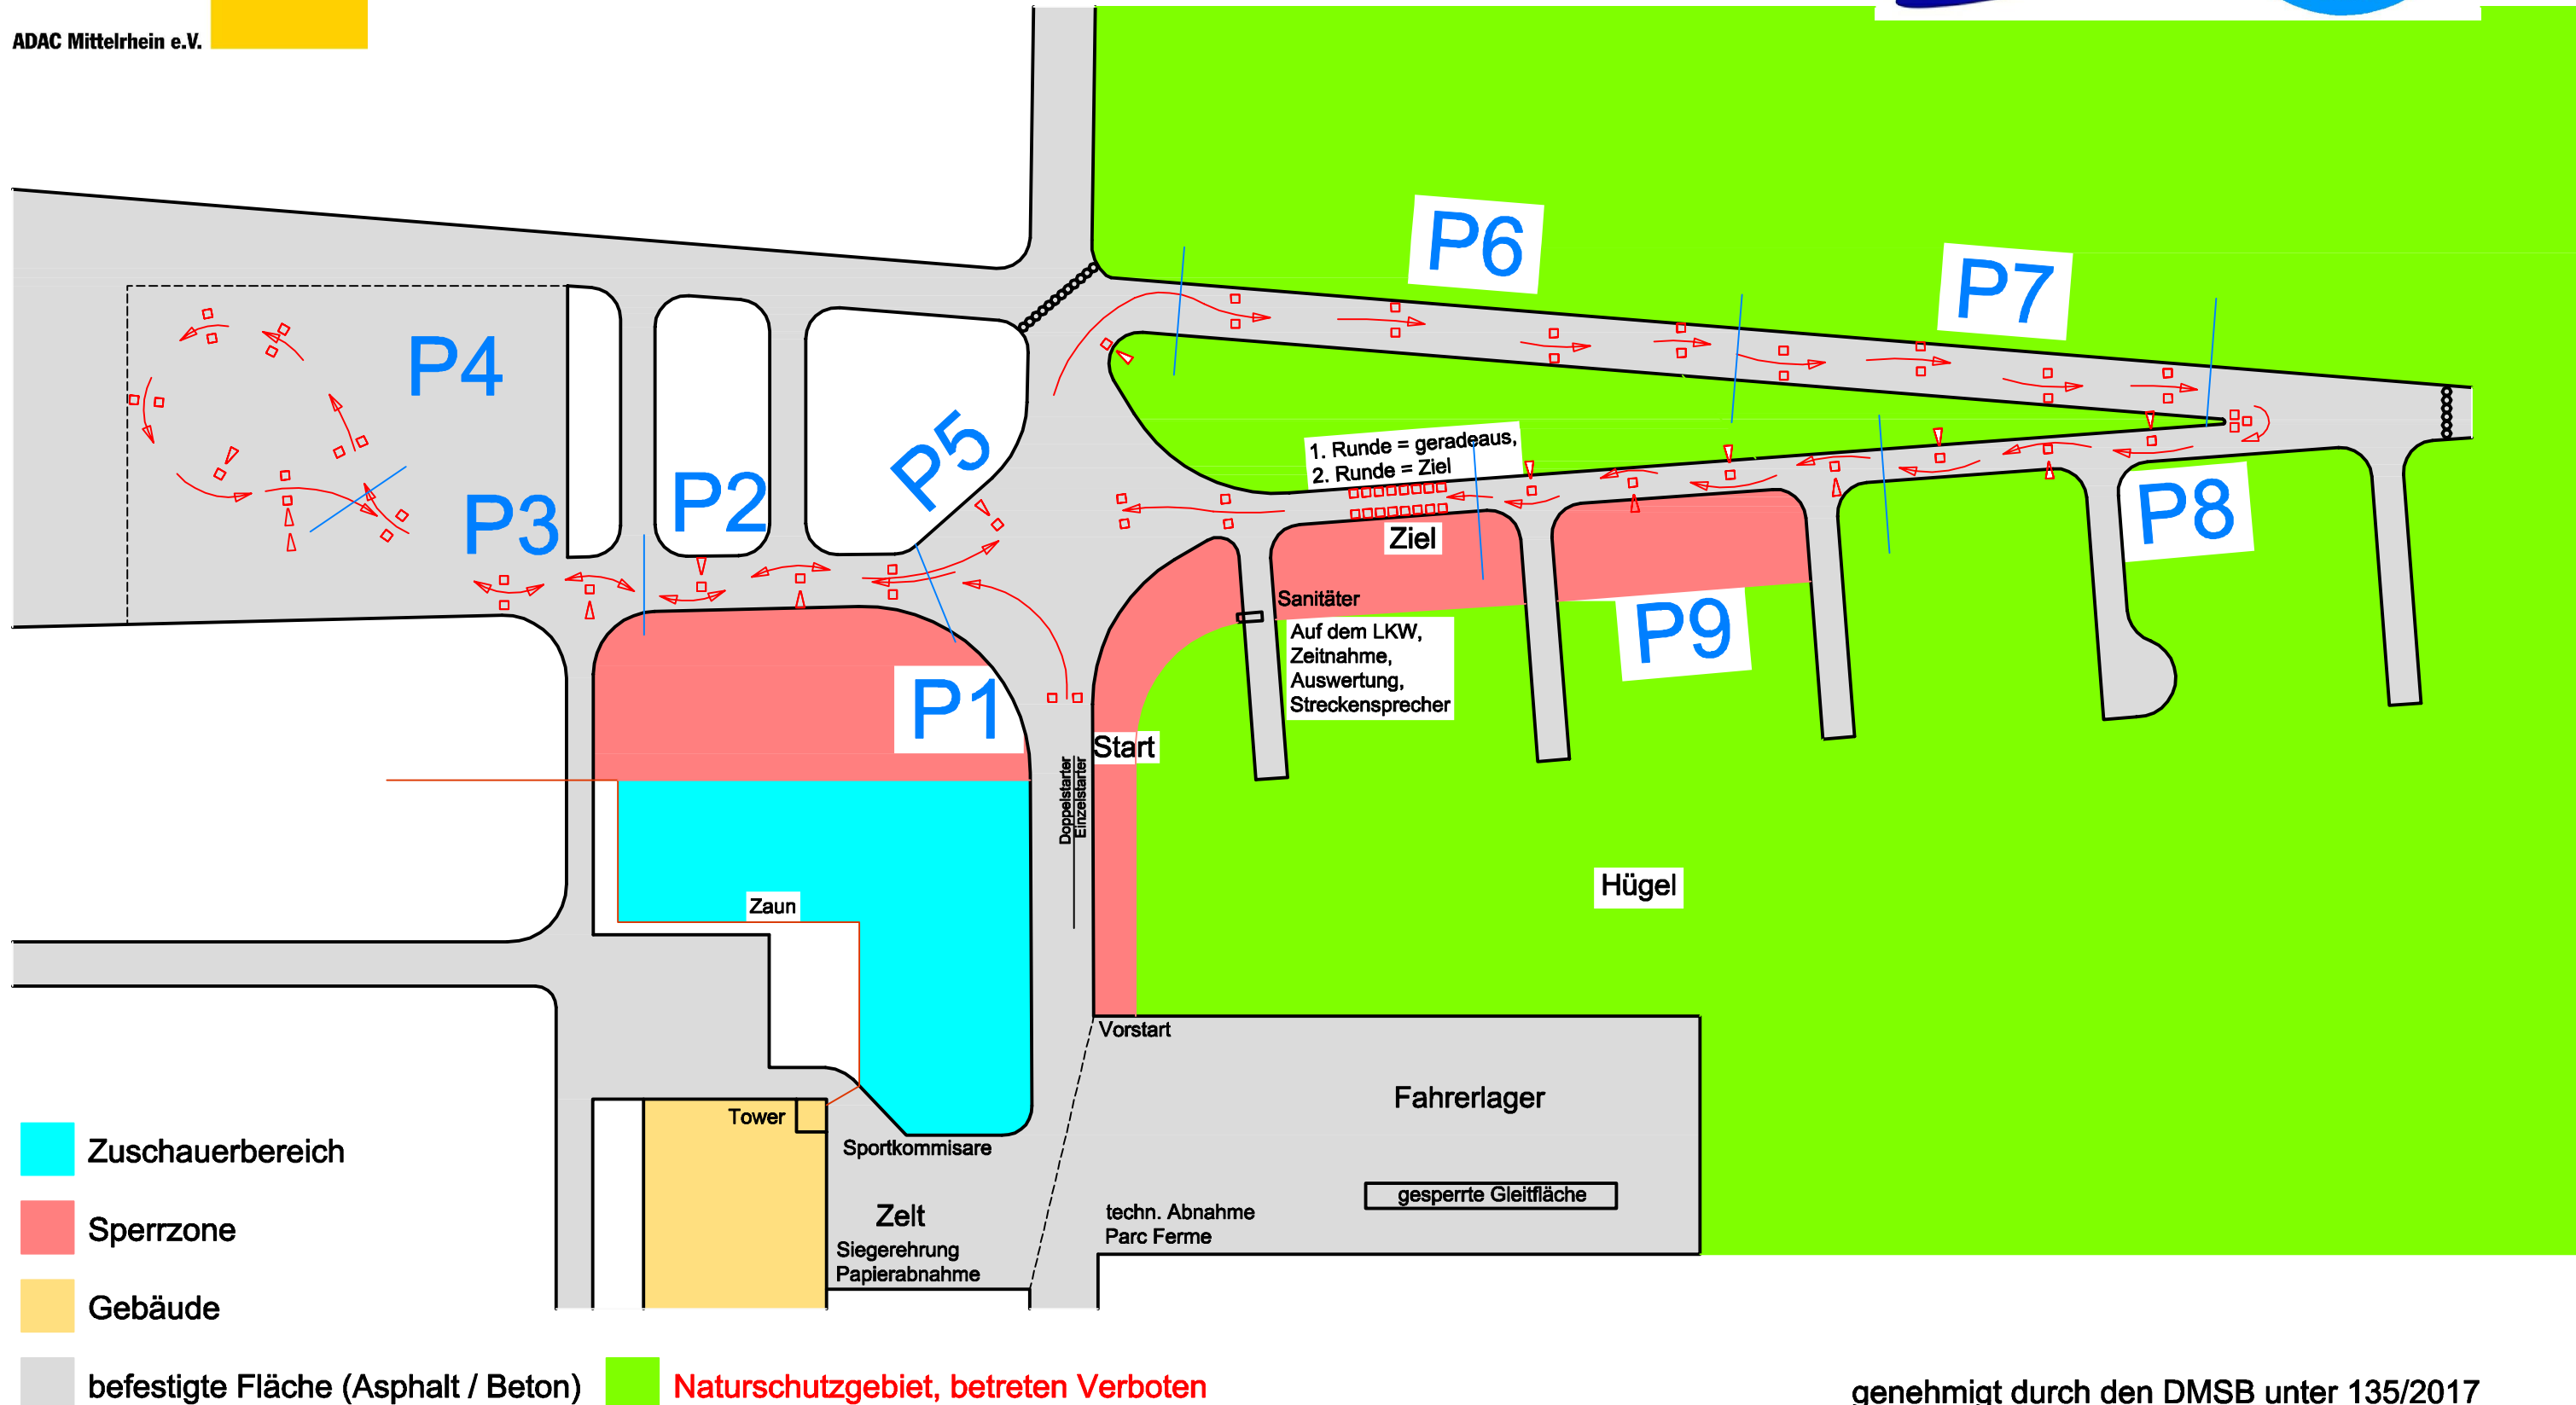 ADAC Mittelrhein e.V.
P6
P7
P4
P5
1. Runde = geradeaus,
2. Runde = Ziel
P2
P3
P8
Ziel
Sanitäter
Auf dem LKW,
Zeitnahme,
Auswertung,
Streckensprecher
P9
P1
Start
Doppelstarter
Einzelstarter
Hügel
Zaun
Vorstart
Fahrerlager
Tower
Sportkommisare
gesperrte Gleitfläche
Zelt
techn. Abnahme
Parc Ferme
Siegerehrung
Papierabnahme
Zuschauerbereich
Sperrzone
Gebäude
befestigte Fläche (Asphalt / Beton)
Naturschutzgebiet, betreten Verboten
genehmigt durch den DMSB unter 135/2017